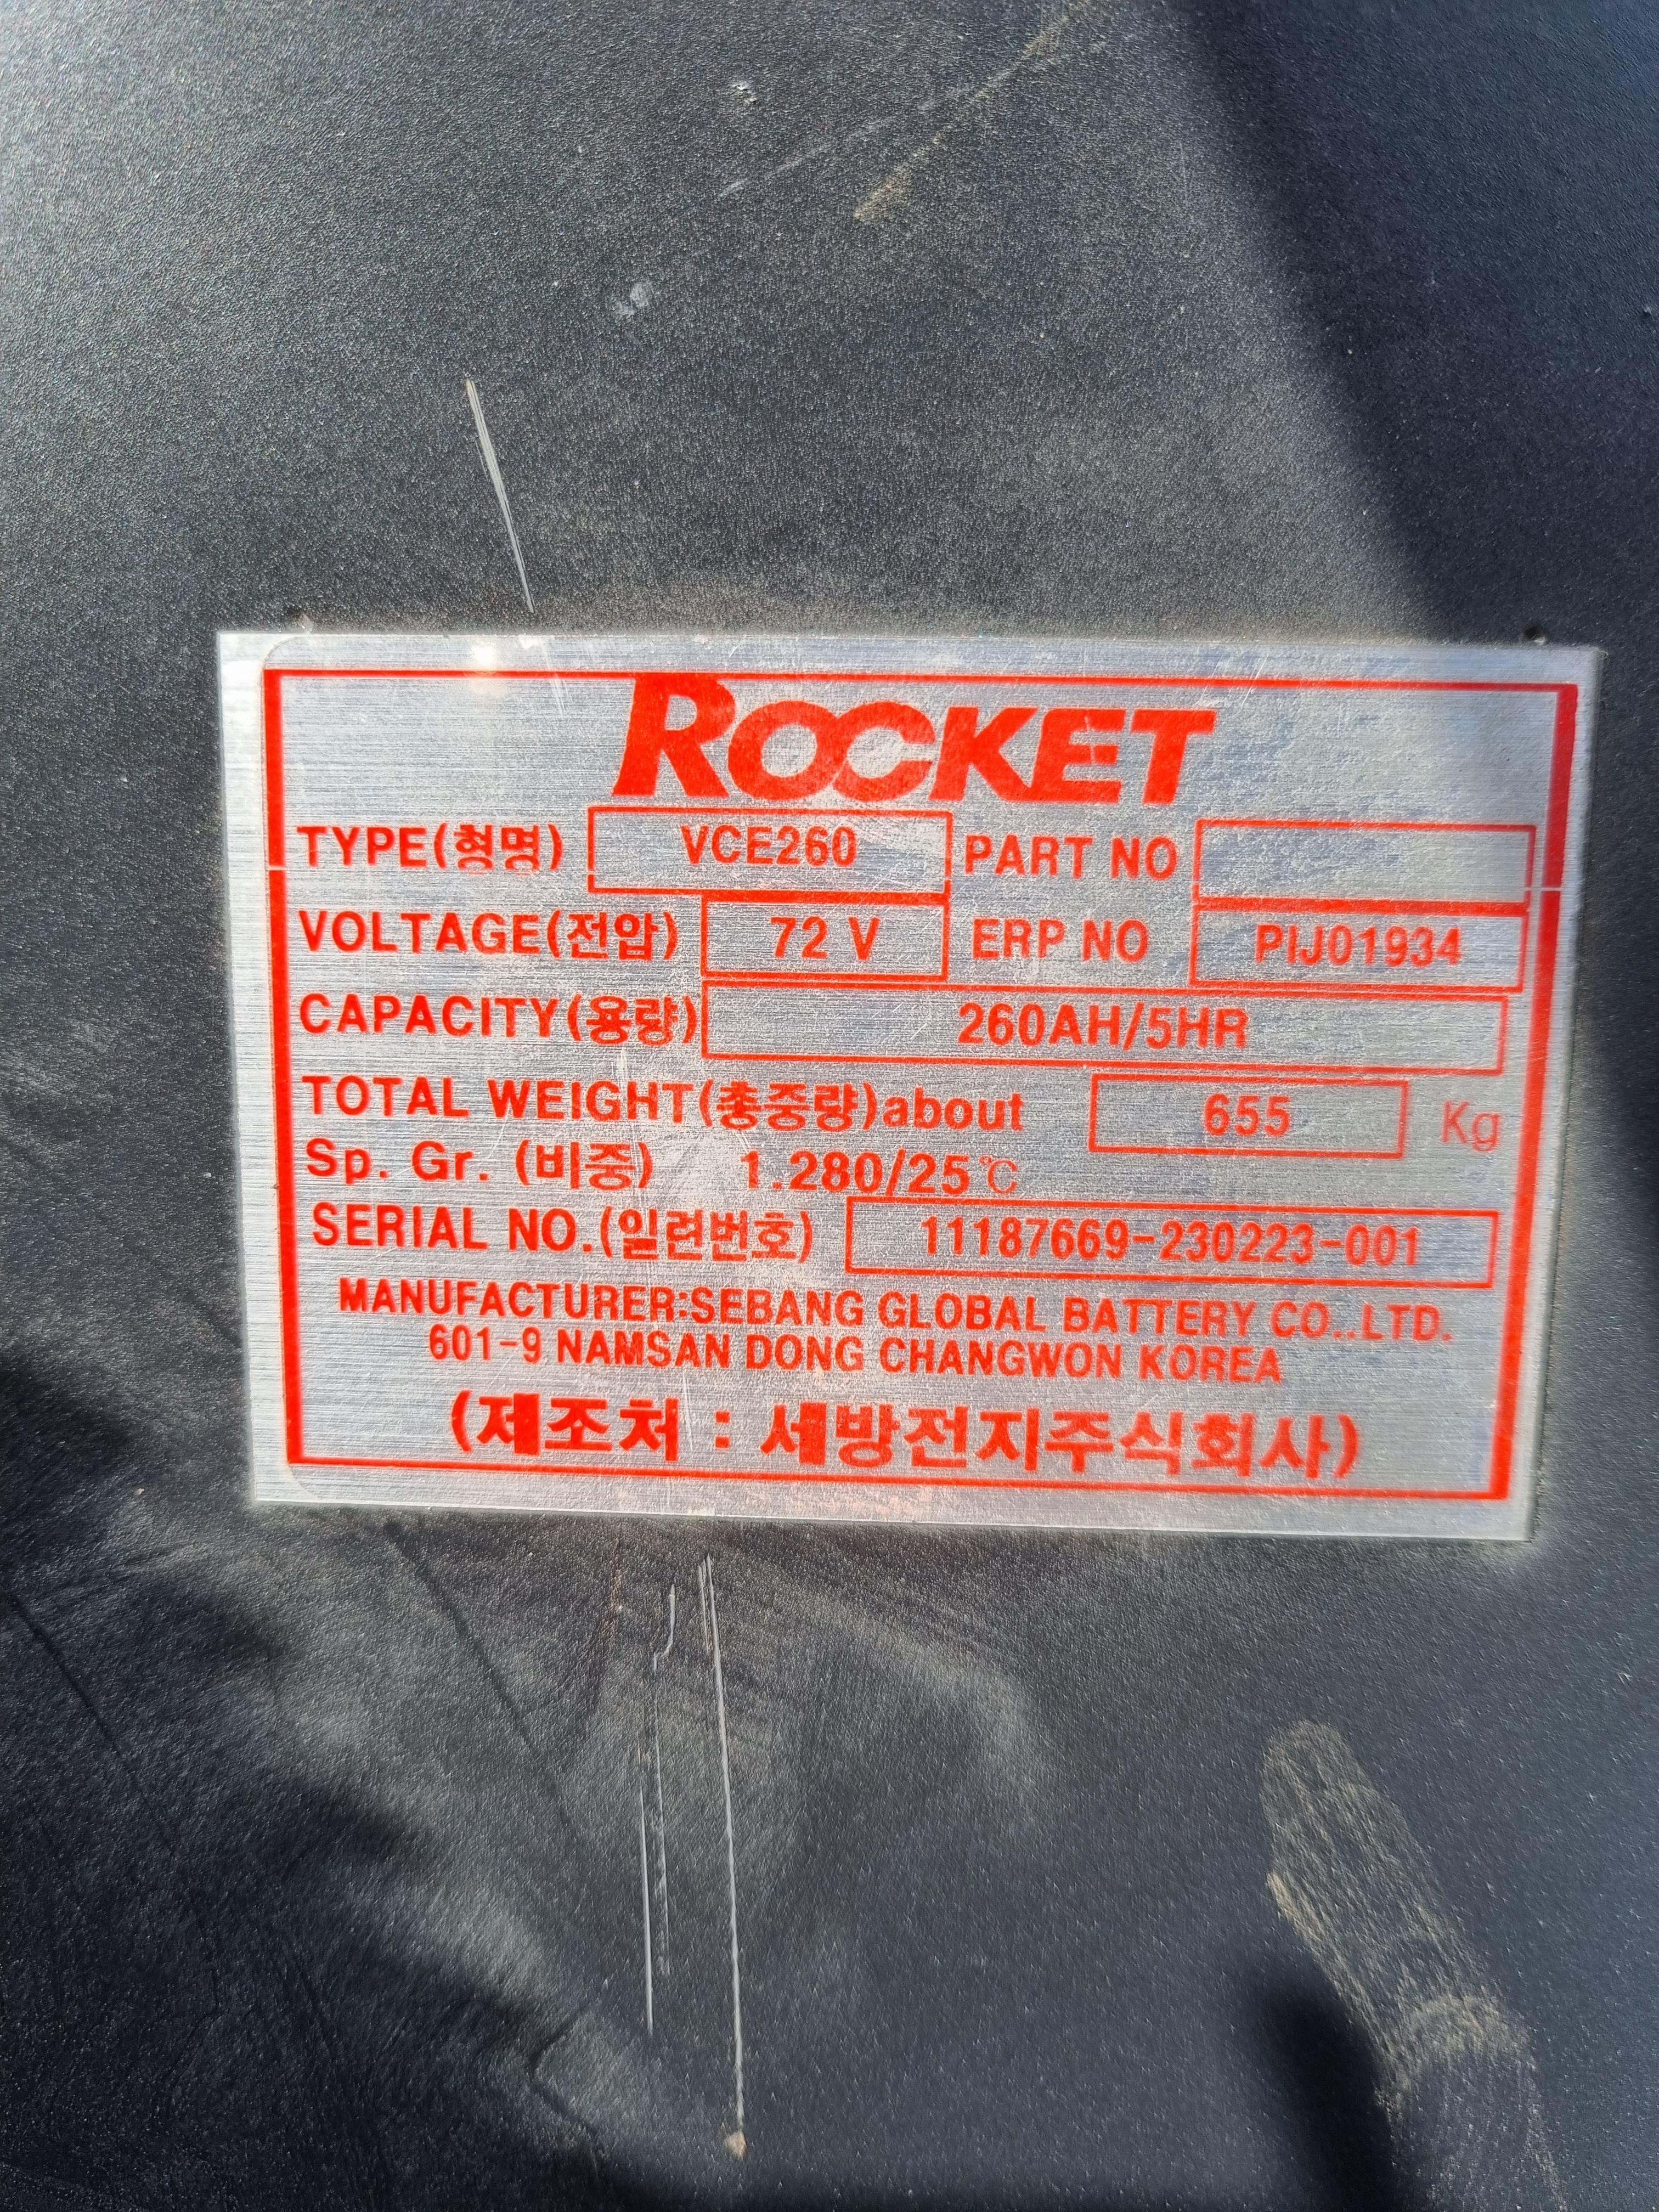 ROCKET
TYPE(형명) VCE260 PART NO
VOLTAGE(전압) 72 V ERP NO PIJ01934
CAPACITY(용량) 260AH/5HR
TOTAL WEIGHT(총중량)about 655 Kg
Sp. Gr. (비중) 1.280/25℃
SERIAL NO.(일련번호) 11187669-230223-001
MANUFACTURER:SEBANG GLOBAL BATTERY CO..LTD.
601-9 NAMSAN DONG CHANGWON KOREA
(제조처 : 세방전지주식회사)